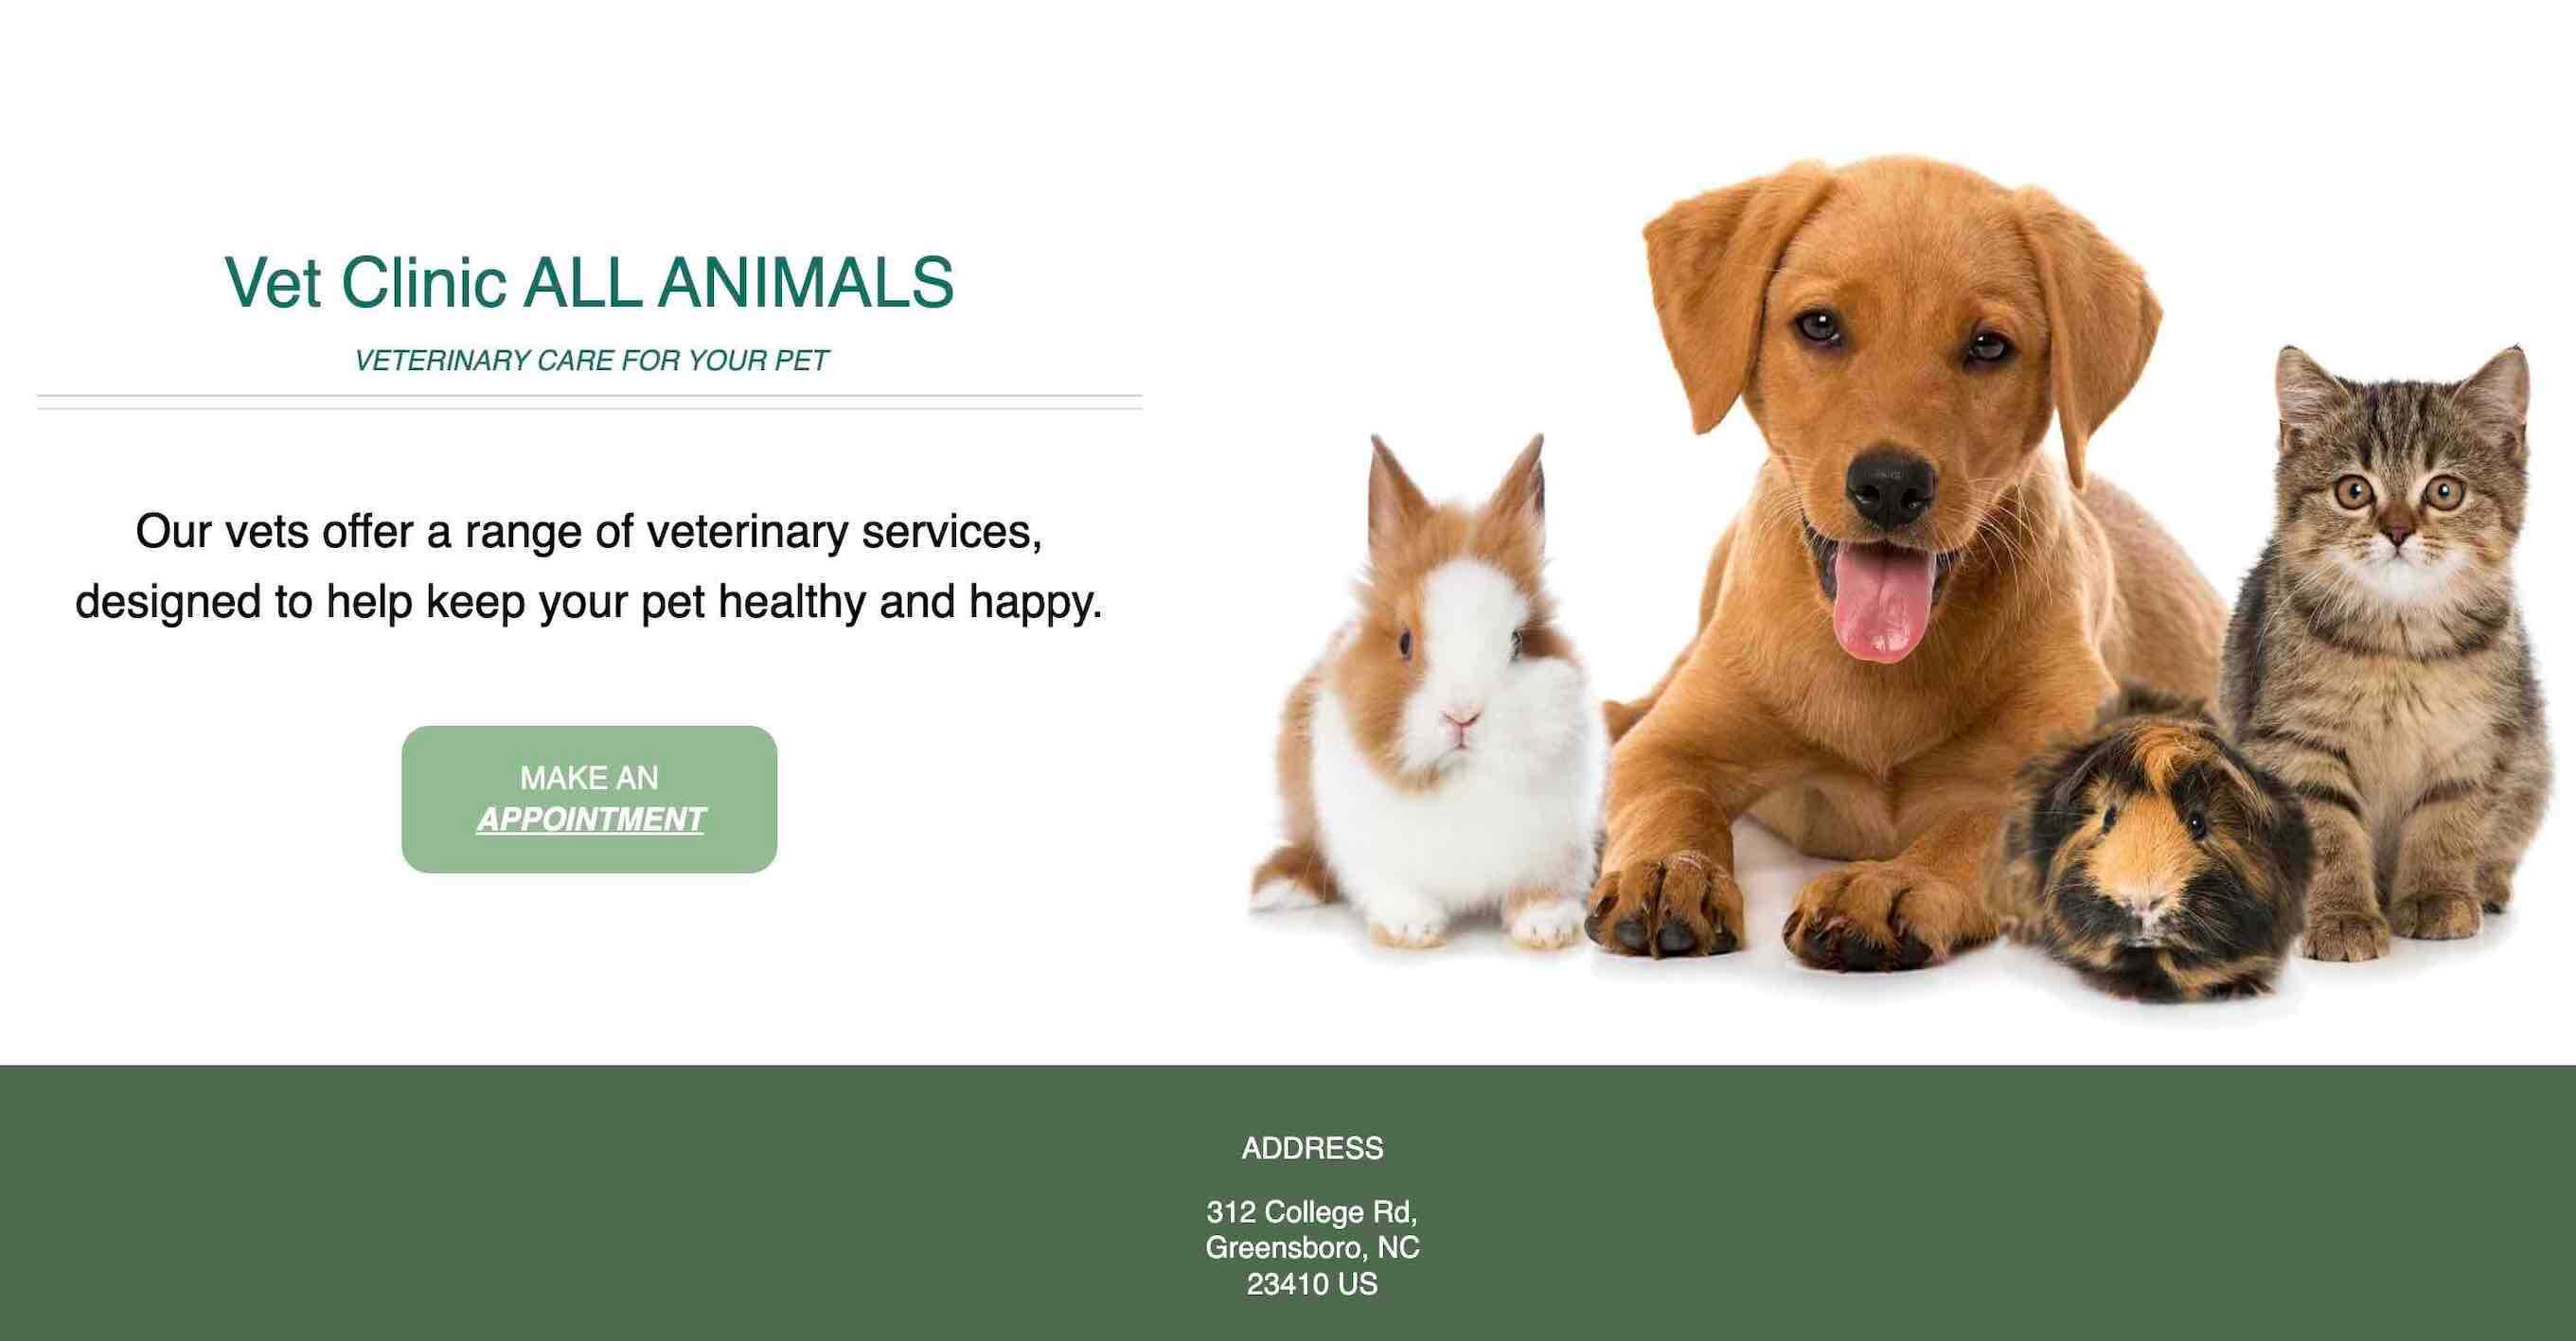 Vet Clinic ALL ANIMALS
VETERINARY CARE FOR YOUR PET
Our vets offer a range of veterinary services,
designed to help keep your pet healthy and happy.
MAKE AN
APPOINTMENT
ADDRESS
312 College Rd,
Greensboro, NC
23410 US